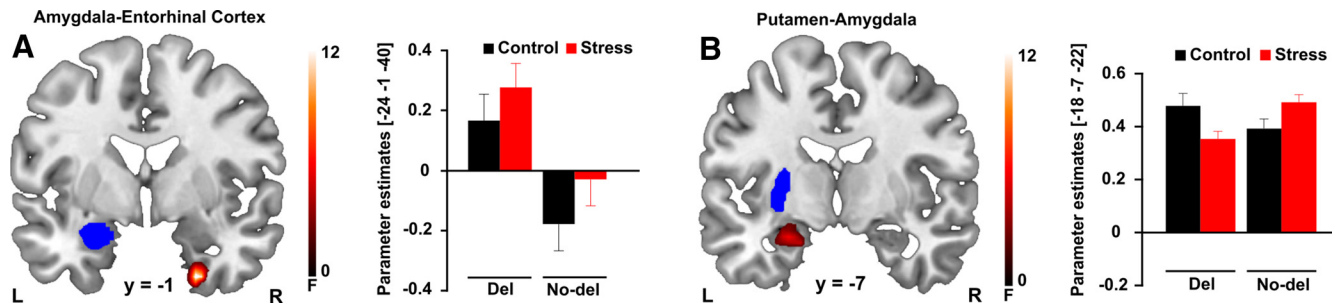 Amygdala-Entorhinal Cortex
A
12
0
F
y = -1
L
R
Parameter estimates [-24 -1 -40]
Control
Stress
0.4
0.2
0
-0.2
-0.4
Del
No-del
Putamen-Amygdala
B
12
0
F
y = -7
L
R
Parameter estimates [-18 -7 -22]
Control
Stress
0.6
0.4
0.2
0
-0.2
Del
No-del